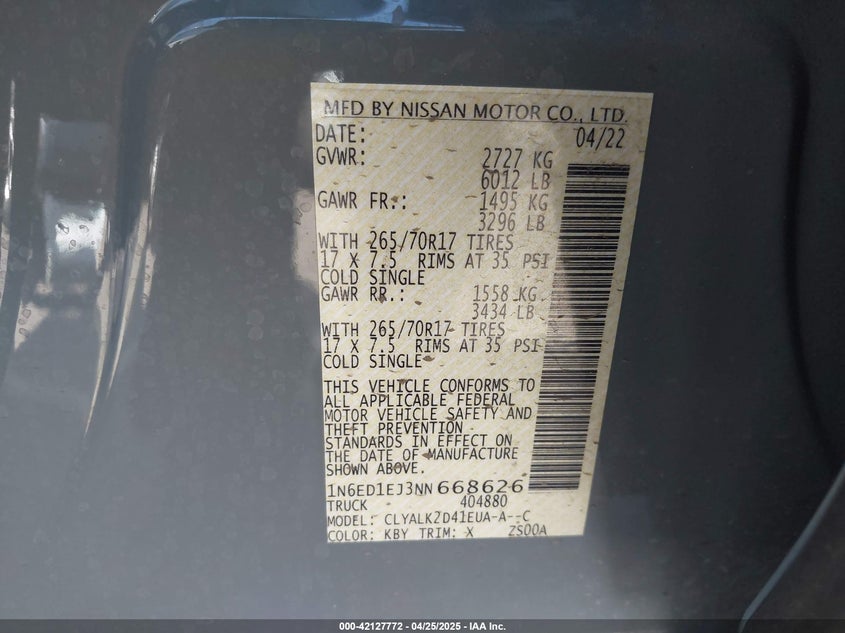 MFD BY NISSAN MOTOR CO., LTD.
DATE: 04/22
GVWR: 2727 KG
6012 LB
GAWR FR.: 1495 KG
3296 LB
WITH 265/70R17 TIRES
17 X 7.5 RIMS AT 35 PSI
COLD SINGLE
GAWR RR.: 1558 KG
3434 LB
WITH 265/70R17 TIRES
17 X 7.5 RIMS AT 35 PSI
COLD SINGLE
THIS VEHICLE CONFORMS TO
ALL APPLICABLE FEDERAL
MOTOR VEHICLE SAFETY AND
THEFT PREVENTION
STANDARDS IN EFFECT ON
THE DATE OF MANUFACTURE
SHOWN ABOVE.
1N6ED1EJ3NN668626
TRUCK 404880
MODEL: CLYALKZD41EUA-A--C
COLOR: KBY TRIM: X ZS00A
000-42127772 - 04/25/2025 - IAA Inc.